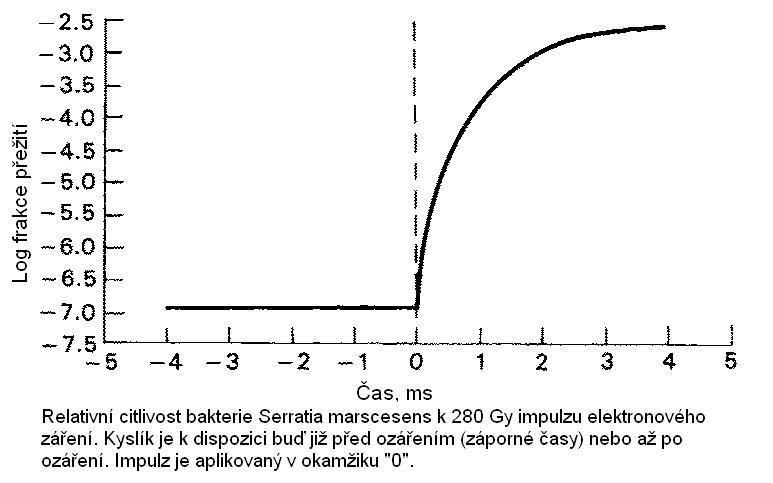 −2.5
−3.0
−3.5
−4.0
−4.5
−5.0
−5.5
−6.0
−6.5
−7.0
−7.5
Log frakce přežití
−5 −4 −3 −2 −1 0 1 2 3 4 5
Čas, ms
Relativní citlivost bakterie Serratia marscesens k 280 Gy impulzu elektronového
záření. Kyslík je k dispozici buď již před ozářením (záporné časy) nebo až po
ozáření. Impulz je aplikovaný v okamžiku "0".